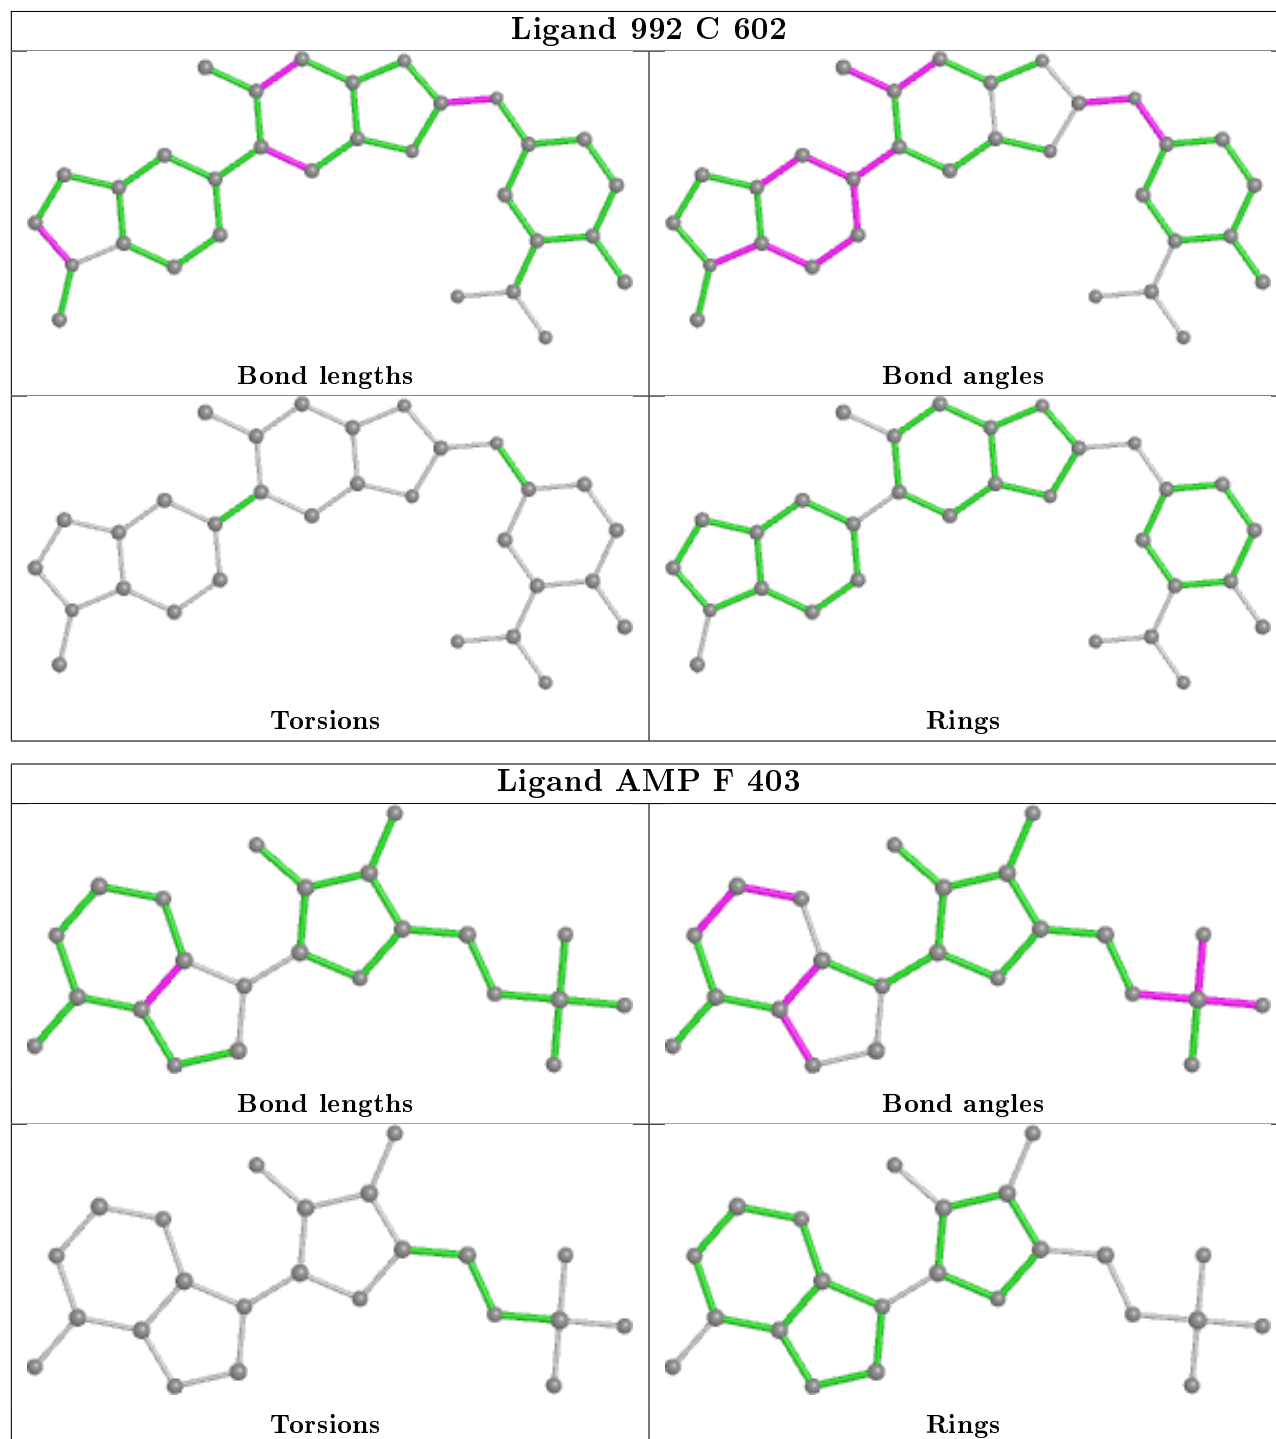 Ligand 992 C 602
Bond lengths
Bond angles
Torsions
Rings
Ligand AMP F 403
Bond lengths
Bond angles
Torsions
Rings